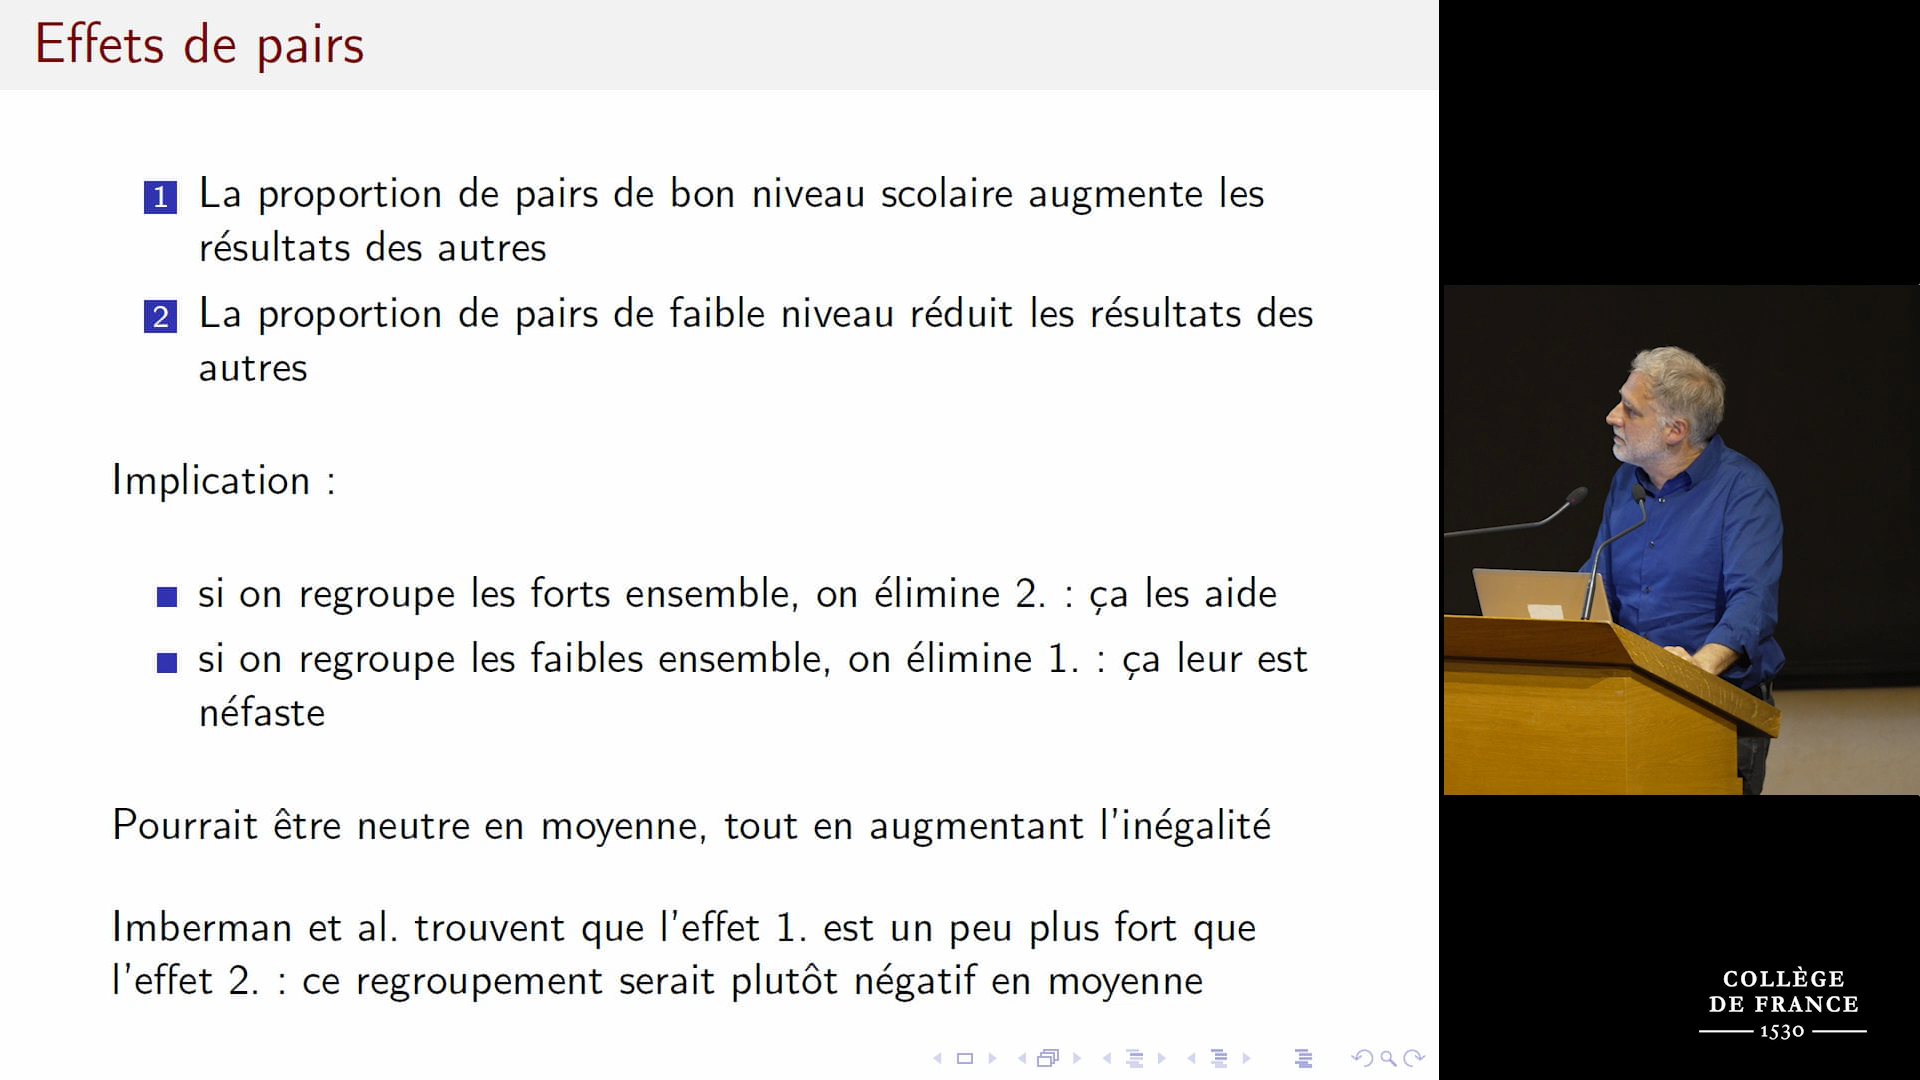 Effets de pairs
1 La proportion de pairs de bon niveau scolaire augmente les
résultats des autres
2 La proportion de pairs de faible niveau réduit les résultats des
autres
Implication :
si on regroupe les forts ensemble, on élimine 2. : ça les aide
si on regroupe les faibles ensemble, on élimine 1. : ça leur est
néfaste
Pourrait être neutre en moyenne, tout en augmentant l'inégalité
Imberman et al. trouvent que l'effet 1. est un peu plus fort que
l'effet 2. : ce regroupement serait plutôt négatif en moyenne
COLLÈGE
DE FRANCE
1530